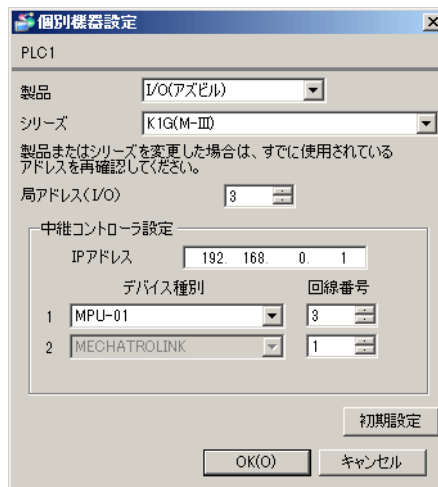 個別機器設定
PLC1
製品 I/O(アズビル)
シリーズ K1G(M-Ⅲ)
製品またはシリーズを変更した場合は、すでに使用されている
アドレスを再確認してください。
局アドレス(I/O) 3
中継コントローラ設定
IPアドレス 192. 168. 0. 1
デバイス種別 回線番号
1 MPU-01 3
2 MECHATROLINK 1
初期設定
OK(O) キャンセル